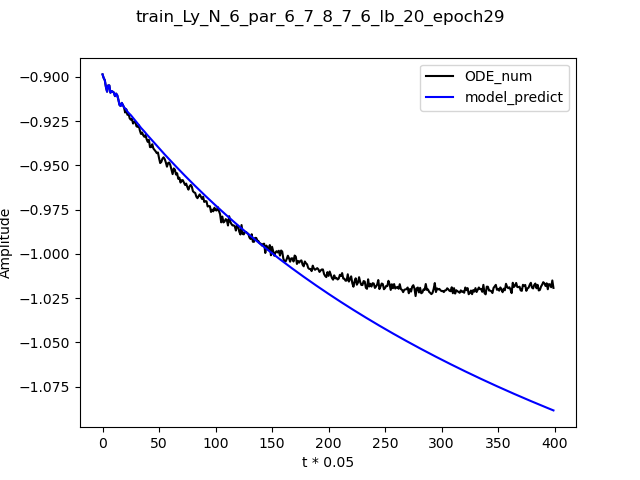 train_Ly_N_6_par_6_7_8_7_6_lb_20_epoch29
ODE_num
model_predict
−0.900
−0.925
−0.950
−0.975
−1.000
−1.025
−1.050
−1.075
Amplitude
0 50 100 150 200 250 300 350 400
t * 0.05